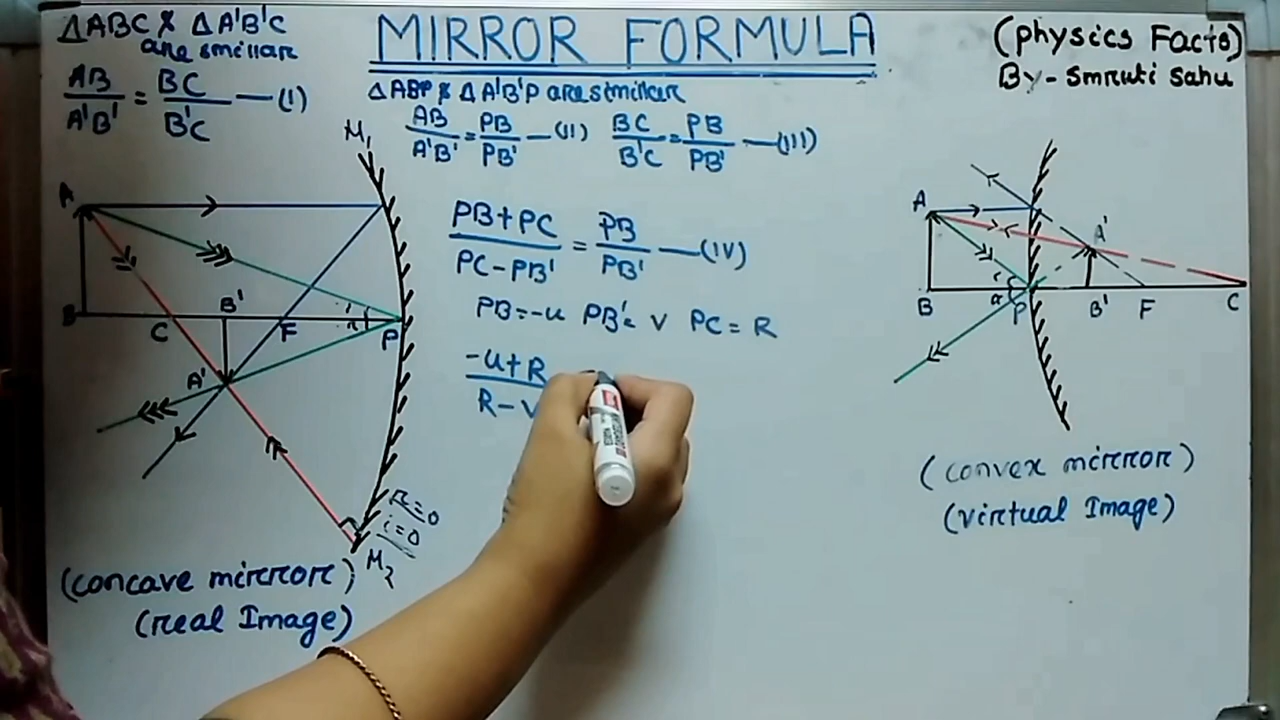 ΔABC & ΔA'B'C
are smillar
AB/A'B' = BC/B'C —(I)
MIRROR FORMULA
(physics Facts)
By - Smruti Sahu
ΔABP & ΔA'B'P are smillar
AB/A'B' = PB/PB' —(II) BC/B'C = PB/PB' —(III)
PB+PC/PC-PB' = PB/PB' —(IV)
PB=-u PB'= v PC=R
-u+R/R-v
M₁
A
B
C
B'
F
P
i
r
A'
r=0
i=0
M₂
(concave mirror)
(real Image)
A
A'
i
r
B
P
B'
F
C
(convex mirror)
(virtual Image)